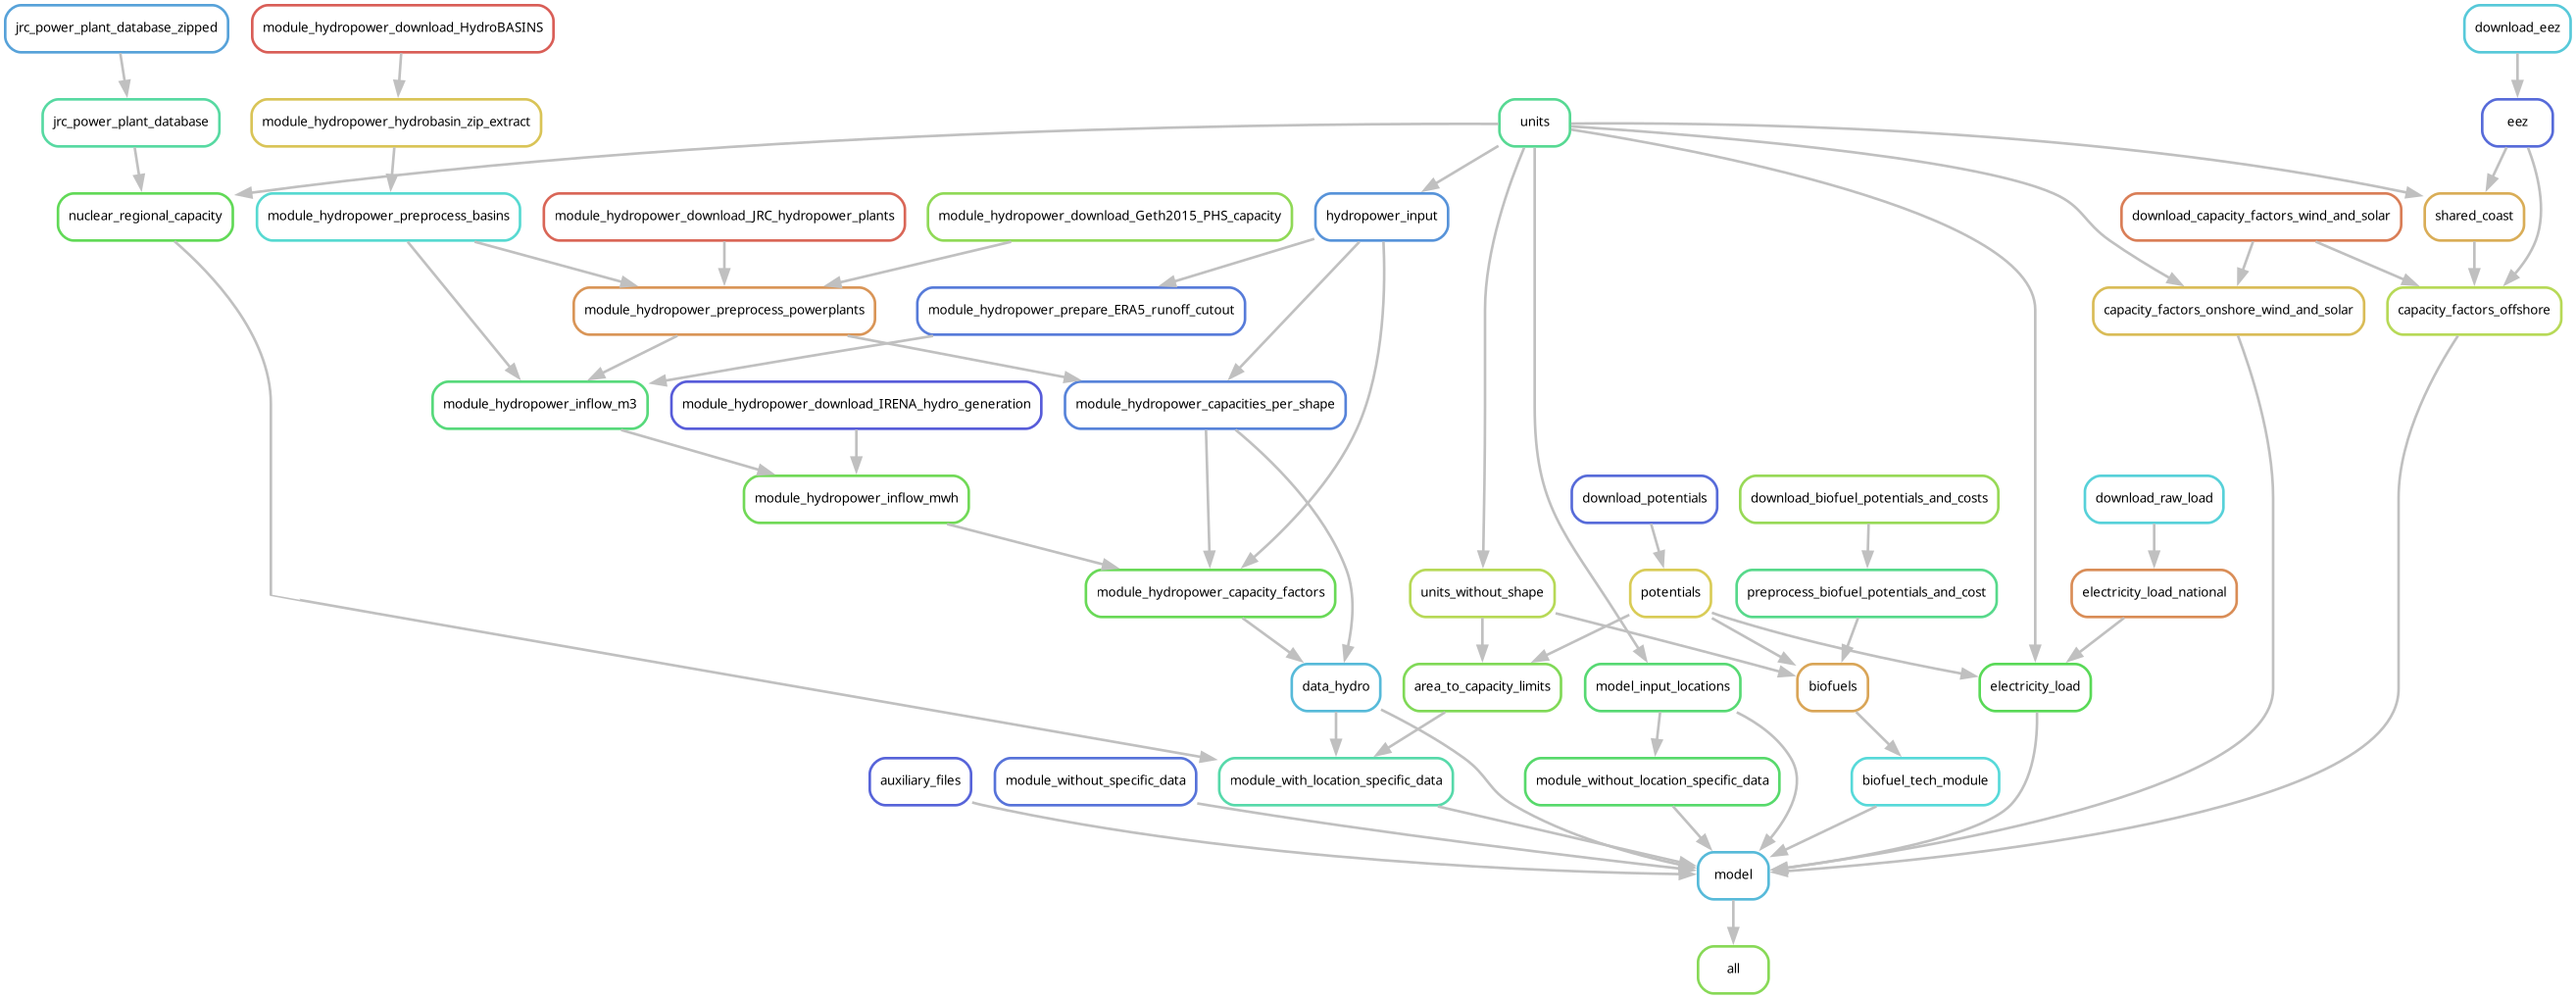 jrc_power_plant_database_zipped
module_hydropower_download_HydroBASINS
download_eez
jrc_power_plant_database
module_hydropower_hydrobasin_zip_extract
units
eez
nuclear_regional_capacity
module_hydropower_preprocess_basins
module_hydropower_download_JRC_hydropower_plants
module_hydropower_download_Geth2015_PHS_capacity
hydropower_input
download_capacity_factors_wind_and_solar
shared_coast
module_hydropower_preprocess_powerplants
module_hydropower_prepare_ERA5_runoff_cutout
capacity_factors_onshore_wind_and_solar
capacity_factors_offshore
module_hydropower_inflow_m3
module_hydropower_download_IRENA_hydro_generation
module_hydropower_capacities_per_shape
module_hydropower_inflow_mwh
download_potentials
download_biofuel_potentials_and_costs
download_raw_load
module_hydropower_capacity_factors
units_without_shape
potentials
preprocess_biofuel_potentials_and_cost
electricity_load_national
data_hydro
area_to_capacity_limits
model_input_locations
biofuels
electricity_load
auxiliary_files
module_without_specific_data
module_with_location_specific_data
module_without_location_specific_data
biofuel_tech_module
model
all